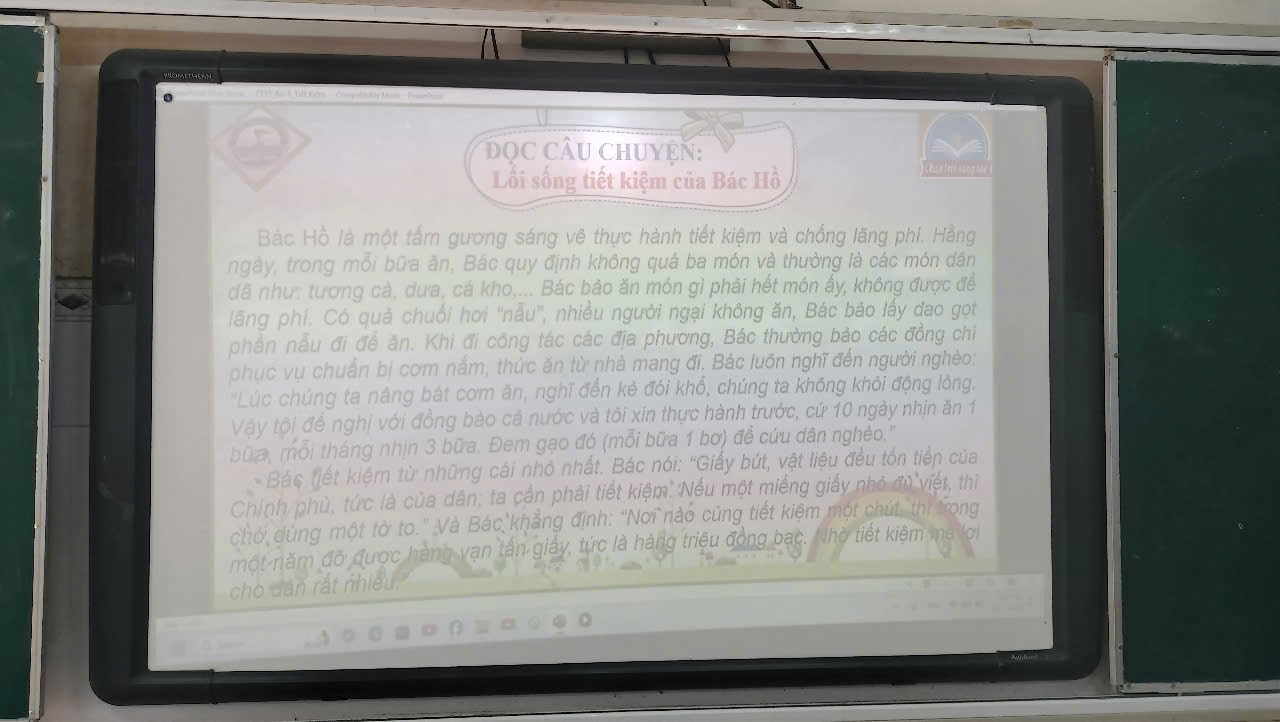 PROMETHEAN
ĐỌC CÂU CHUYỆN:
Lối sống tiết kiệm của Bác Hồ
Bác Hồ là một tấm gương sáng về thực hành tiết kiệm và chống lãng phí. Hằng
ngày, trong mỗi bữa ăn, Bác quy định không quá ba món và thường là các món dân
dã như: tương cà, dưa, cá kho,... Bác bảo ăn món gì phải hết món ấy, không được để
lãng phí. Có quả chuối hơi “nẫu”, nhiều người ngại không ăn, Bác bảo lấy dao gọt
phần nẫu đi để ăn. Khi đi công tác các địa phương, Bác thường bảo các đồng chí
phục vụ chuẩn bị cơm nắm, thức ăn từ nhà mang đi. Bác luôn nghĩ đến người nghèo:
“Lúc chúng ta nâng bát cơm ăn, nghĩ đến kẻ đói khổ, chúng ta không khỏi động lòng.
Vậy tôi đề nghị với đồng bào cả nước và tôi xin thực hành trước, cứ 10 ngày nhịn ăn 1
bữa, mỗi tháng nhịn 3 bữa. Đem gạo đó (mỗi bữa 1 bơ) để cứu dân nghèo.”
Bác tiết kiệm từ những cái nhỏ nhất. Bác nói: “Giấy bút, vật liệu đều tốn tiền của
Chính phủ, tức là của dân; ta cần phải tiết kiệm. Nếu một miếng giấy nhỏ đủ viết, thì
chớ dùng một tờ to.” Và Bác khẳng định: “Nơi nào cũng tiết kiệm một chút, thì trong
một năm đỡ được hàng vạn tấn giấy, tức là hàng triệu đồng bạc. Nhờ tiết kiệm mà lợi
cho dân rất nhiều.